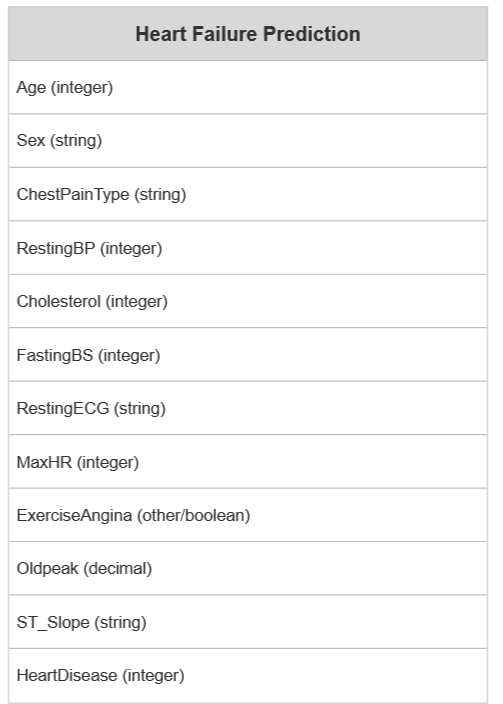 Heart Failure Prediction
Age (integer)
Sex (string)
ChestPainType (string)
RestingBP (integer)
Cholesterol (integer)
FastingBS (integer)
RestingECG (string)
MaxHR (integer)
ExerciseAngina (other/boolean)
Oldpeak (decimal)
ST_Slope (string)
HeartDisease (integer)